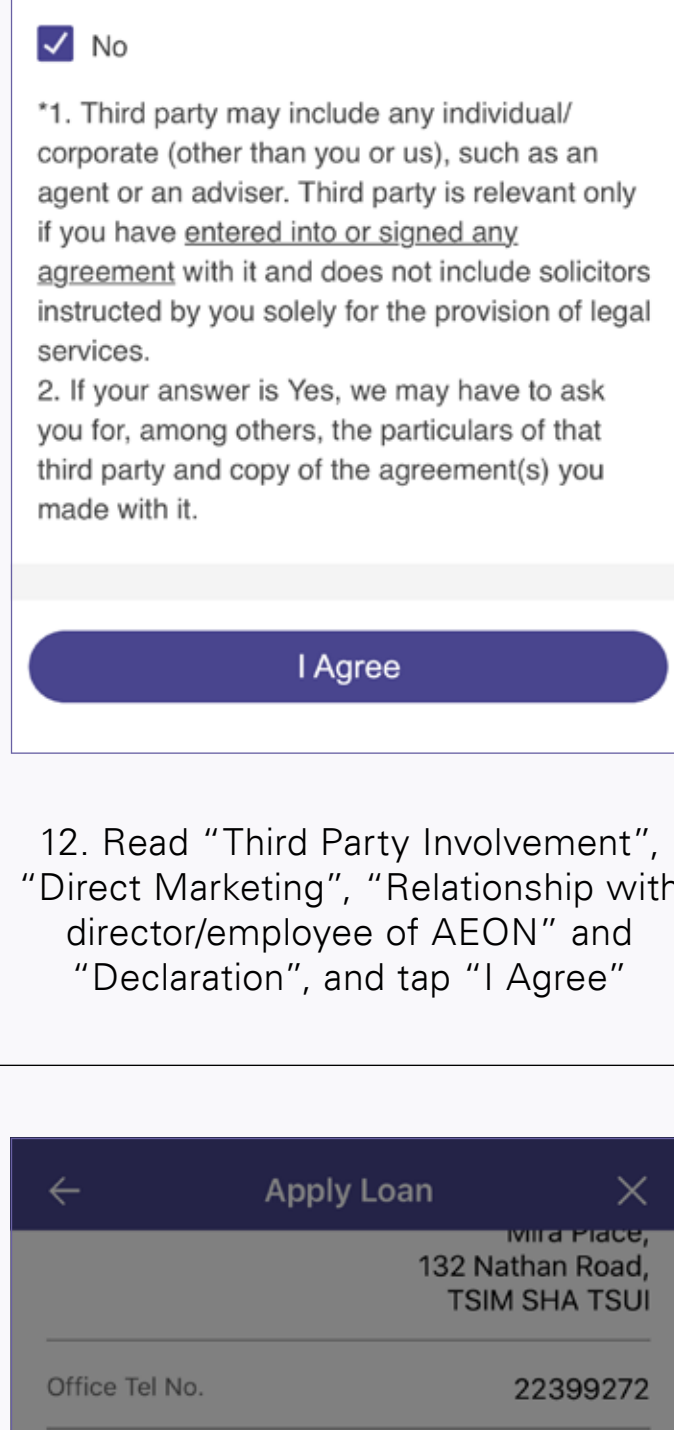 No
*1. Third party may include any individual/
corporate (other than you or us), such as an
agent or an adviser. Third party is relevant only
if you have entered into or signed any
agreement with it and does not include solicitors
instructed by you solely for the provision of legal
services.
2. If your answer is Yes, we may have to ask
you for, among others, the particulars of that
third party and copy of the agreement(s) you
made with it.
I Agree
12. Read “Third Party Involvement”,
“Direct Marketing”, “Relationship with
director/employee of AEON” and
“Declaration”, and tap “I Agree”
Apply Loan
Mira Place,
132 Nathan Road,
TSIM SHA TSUI
Office Tel No. 22399272